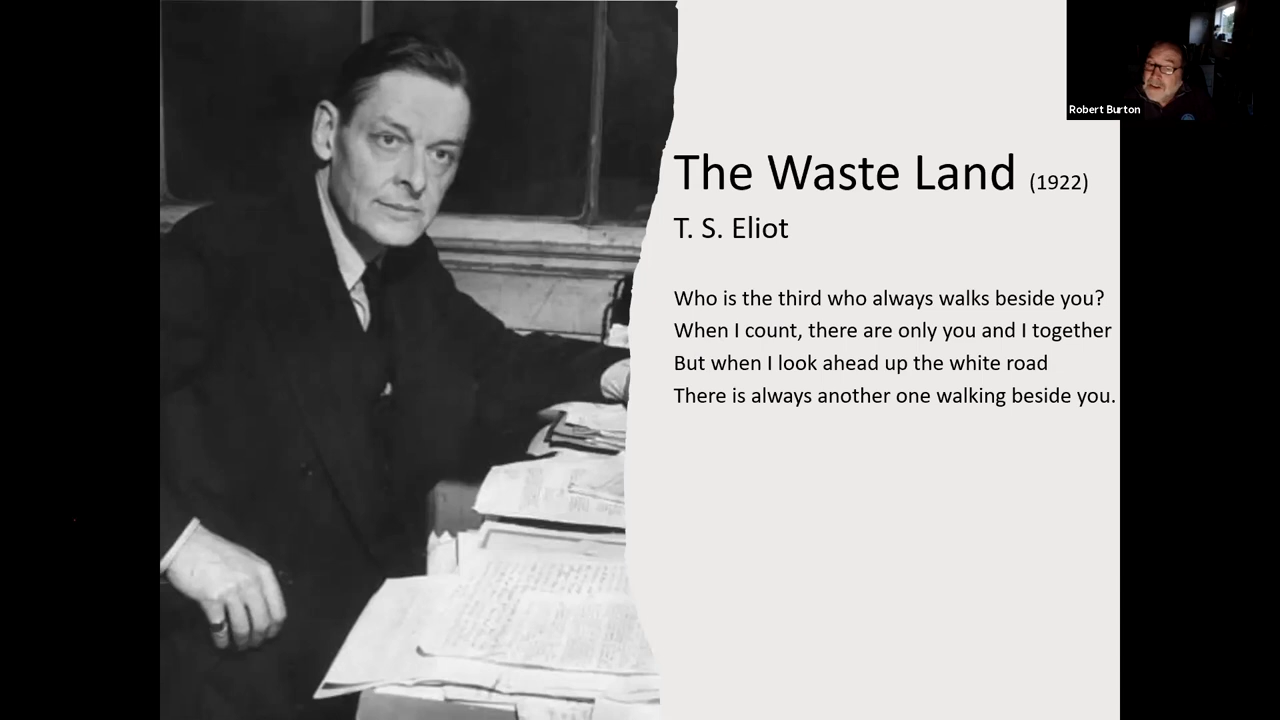 Robert Burton
The Waste Land (1922)
T. S. Eliot
Who is the third who always walks beside you?
When I count, there are only you and I together
But when I look ahead up the white road
There is always another one walking beside you.